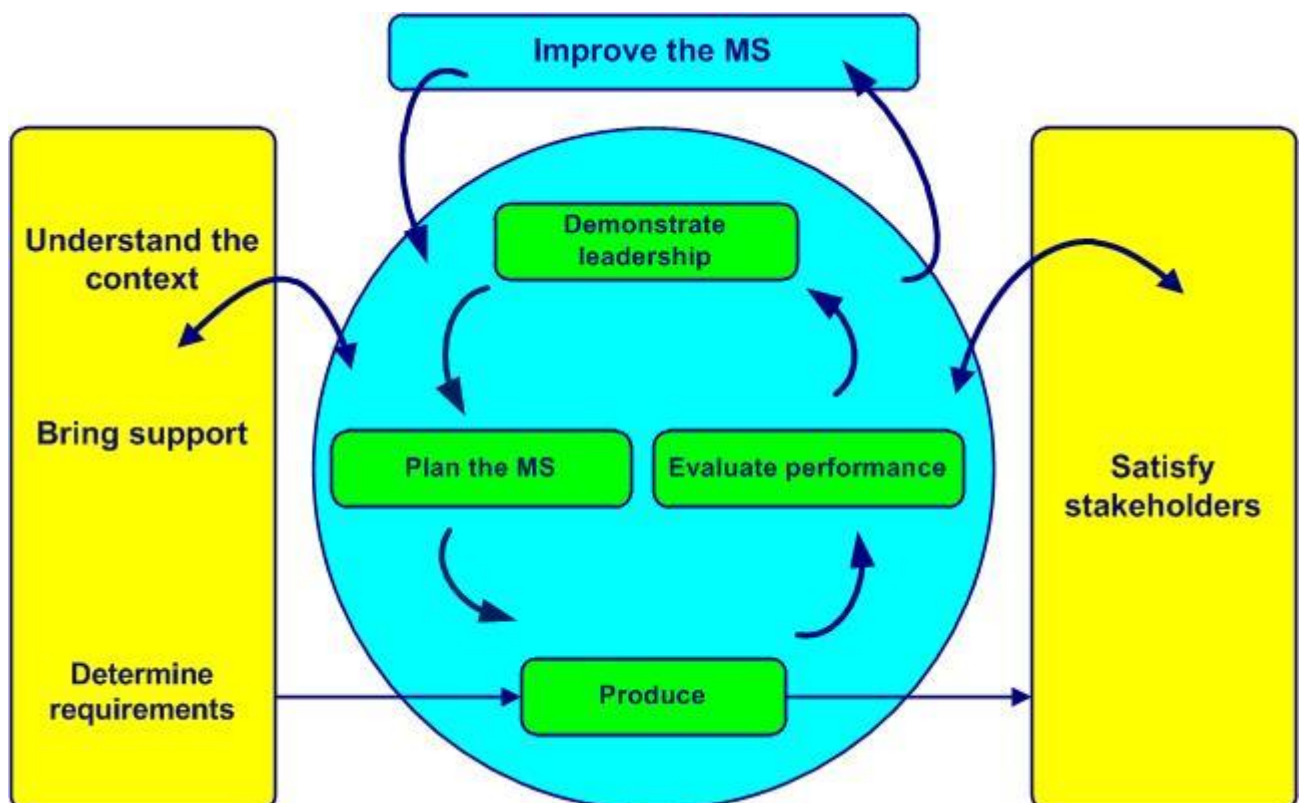 Improve the MS
Understand the
context
Bring support
Determine
requirements
Demonstrate
leadership
Plan the MS
Evaluate performance
Produce
Satisfy
stakeholders